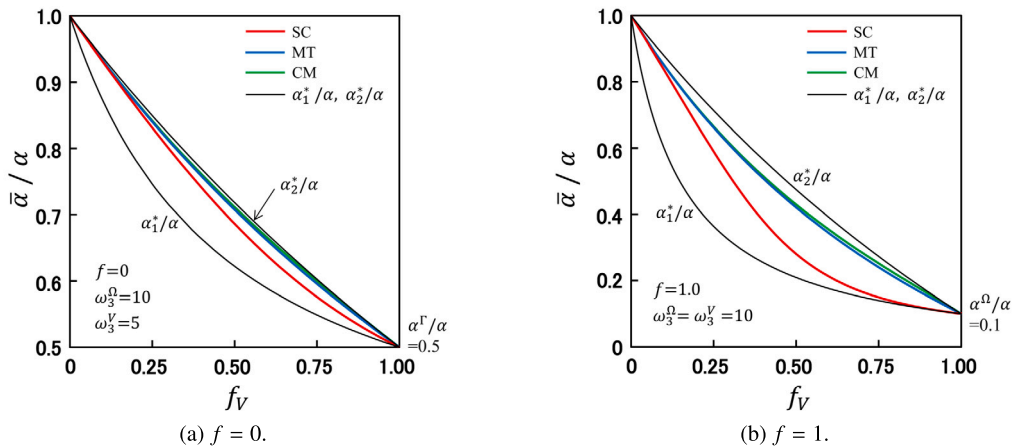 1.0
0.9
0.8
0.7
0.6
0.5
ᾱ / α
SC
MT
CM
α₁*/α, α₂*/α
α₂*/α
α₁*/α
f=0
ω₃^Ω=10
ω₃^V=5
α^Γ/α
=0.5
0 0.25 0.50 0.75 1.00
f_V
(a) f = 0.
1.0
0.8
0.6
0.4
0.2
0
ᾱ / α
SC
MT
CM
α₁*/α, α₂*/α
α₂*/α
α₁*/α
f=1.0
ω₃^Ω=ω₃^V=10
α^Ω/α
=0.1
0 0.25 0.50 0.75 1.00
f_V
(b) f = 1.